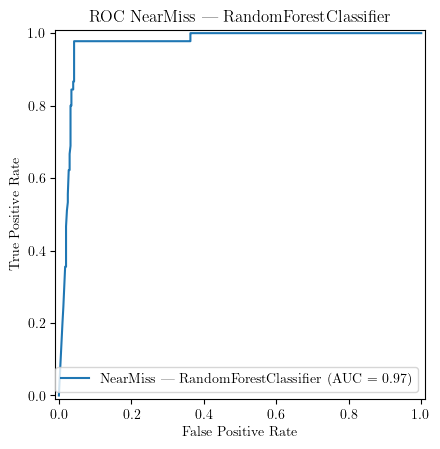 ROC NearMiss — RandomForestClassifier
1.0
0.8
0.6
0.4
0.2
0.0
True Positive Rate
NearMiss — RandomForestClassifier (AUC = 0.97)
0.0 0.2 0.4 0.6 0.8 1.0
False Positive Rate